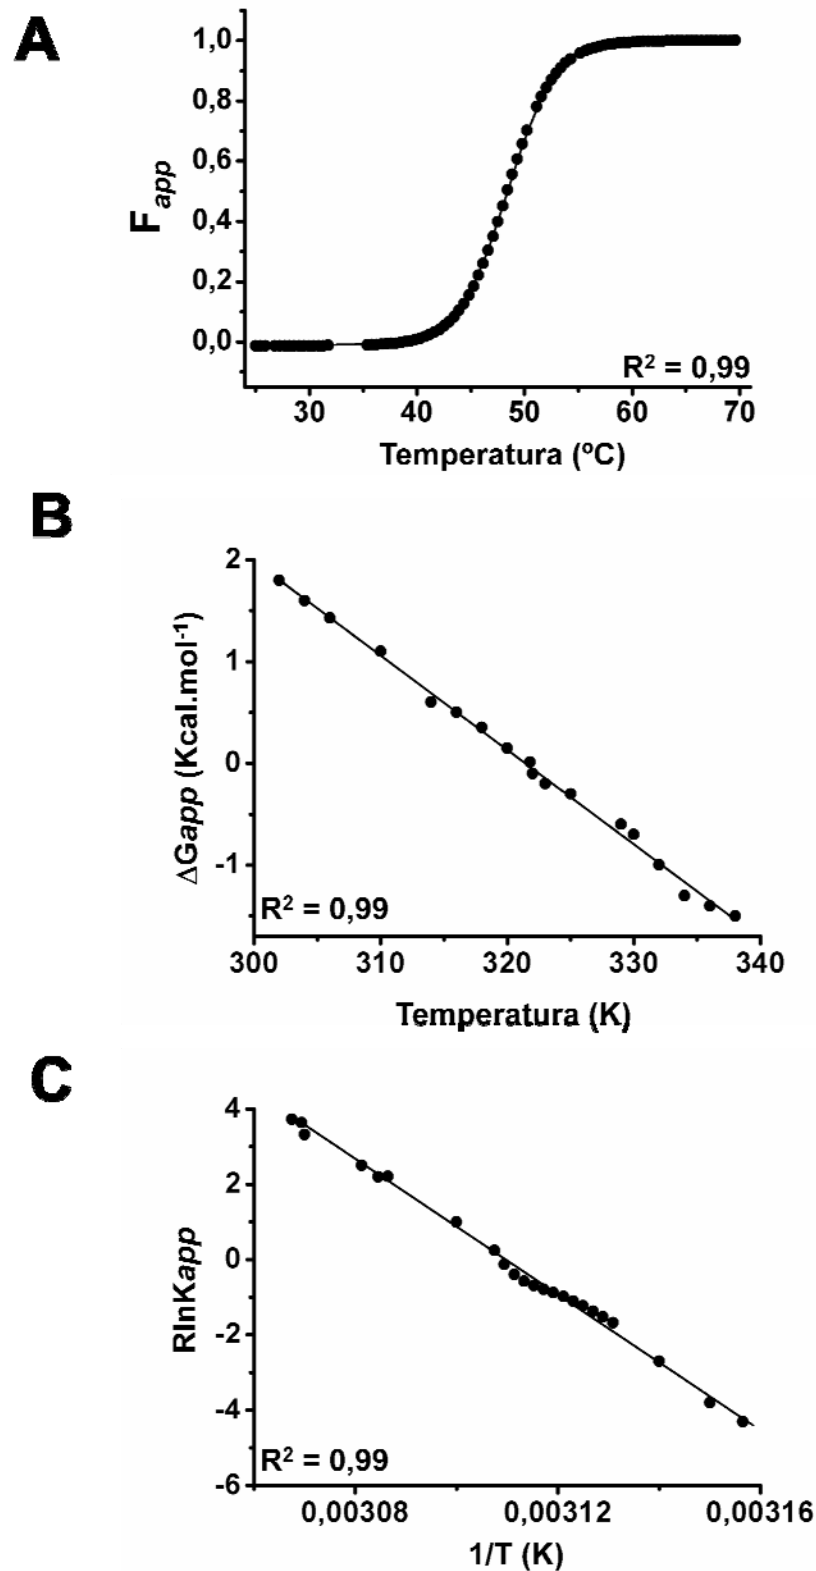 A
1,0
0,8
0,6
0,4
0,2
0,0
F app
R² = 0,99
30 40 50 60 70
Temperatura (ºC)
B
2
1
0
-1
ΔGapp (Kcal.mol⁻¹)
R² = 0,99
300 310 320 330 340
Temperatura (K)
C
4
2
0
-2
-4
-6
RlnKapp
R² = 0,99
0,00308 0,00312 0,00316
1/T (K)